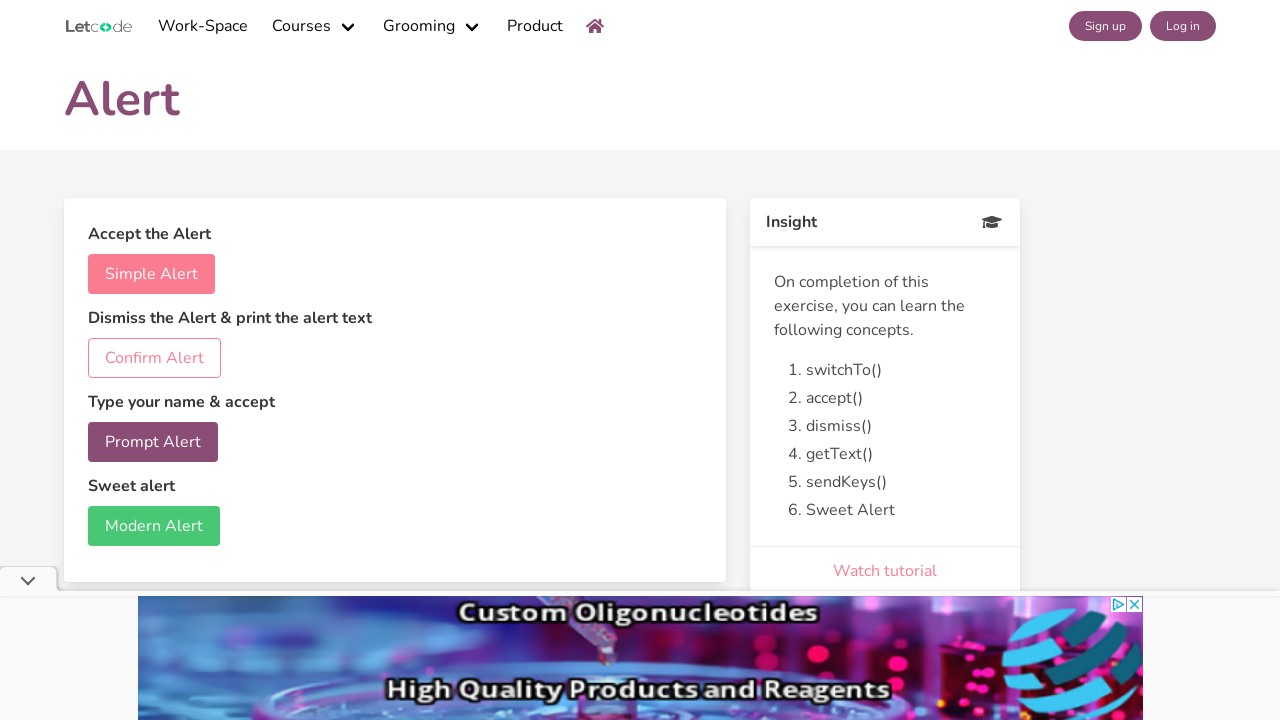 Letcode Work-Space Courses Grooming Product Sign up Log in
Alert
Accept the Alert
Simple Alert
Dismiss the Alert & print the alert text
Confirm Alert
Type your name & accept
Prompt Alert
Sweet alert
Modern Alert
Insight
On completion of this
exercise, you can learn the
following concepts.
1. switchTo()
2. accept()
3. dismiss()
4. getText()
5. sendKeys()
6. Sweet Alert
Watch tutorial
Custom Oligonucleotides
High Quality Products and Reagents